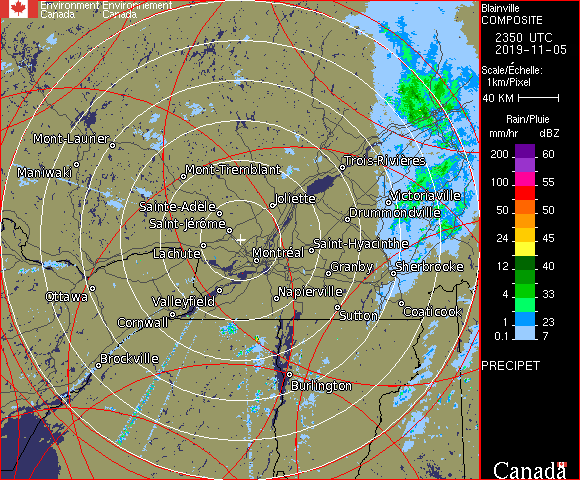 Environment Environnement
Canada Canada
Blainville
COMPOSITE
2350 UTC
2019-11-05
Scale/Échelle:
1km/Pixel
40 KM
Rain/Pluie
mm/hr dBZ
200 60
100 55
50 50
24 45
12 40
4 33
1 23
0.1 7
PRECIPET
Canada
Mont-Laurier
Maniwaki
Mont-Tremblant
Trois-Rivières
Sainte-Adèle
Joliette
Victoriaville
Saint-Jérôme
Drummondville
Lachute
Montréal
Saint-Hyacinthe
Granby
Sherbrooke
Ottawa
Valleyfield
Napierville
Cornwall
Sutton
Coaticook
Brockville
Burlington